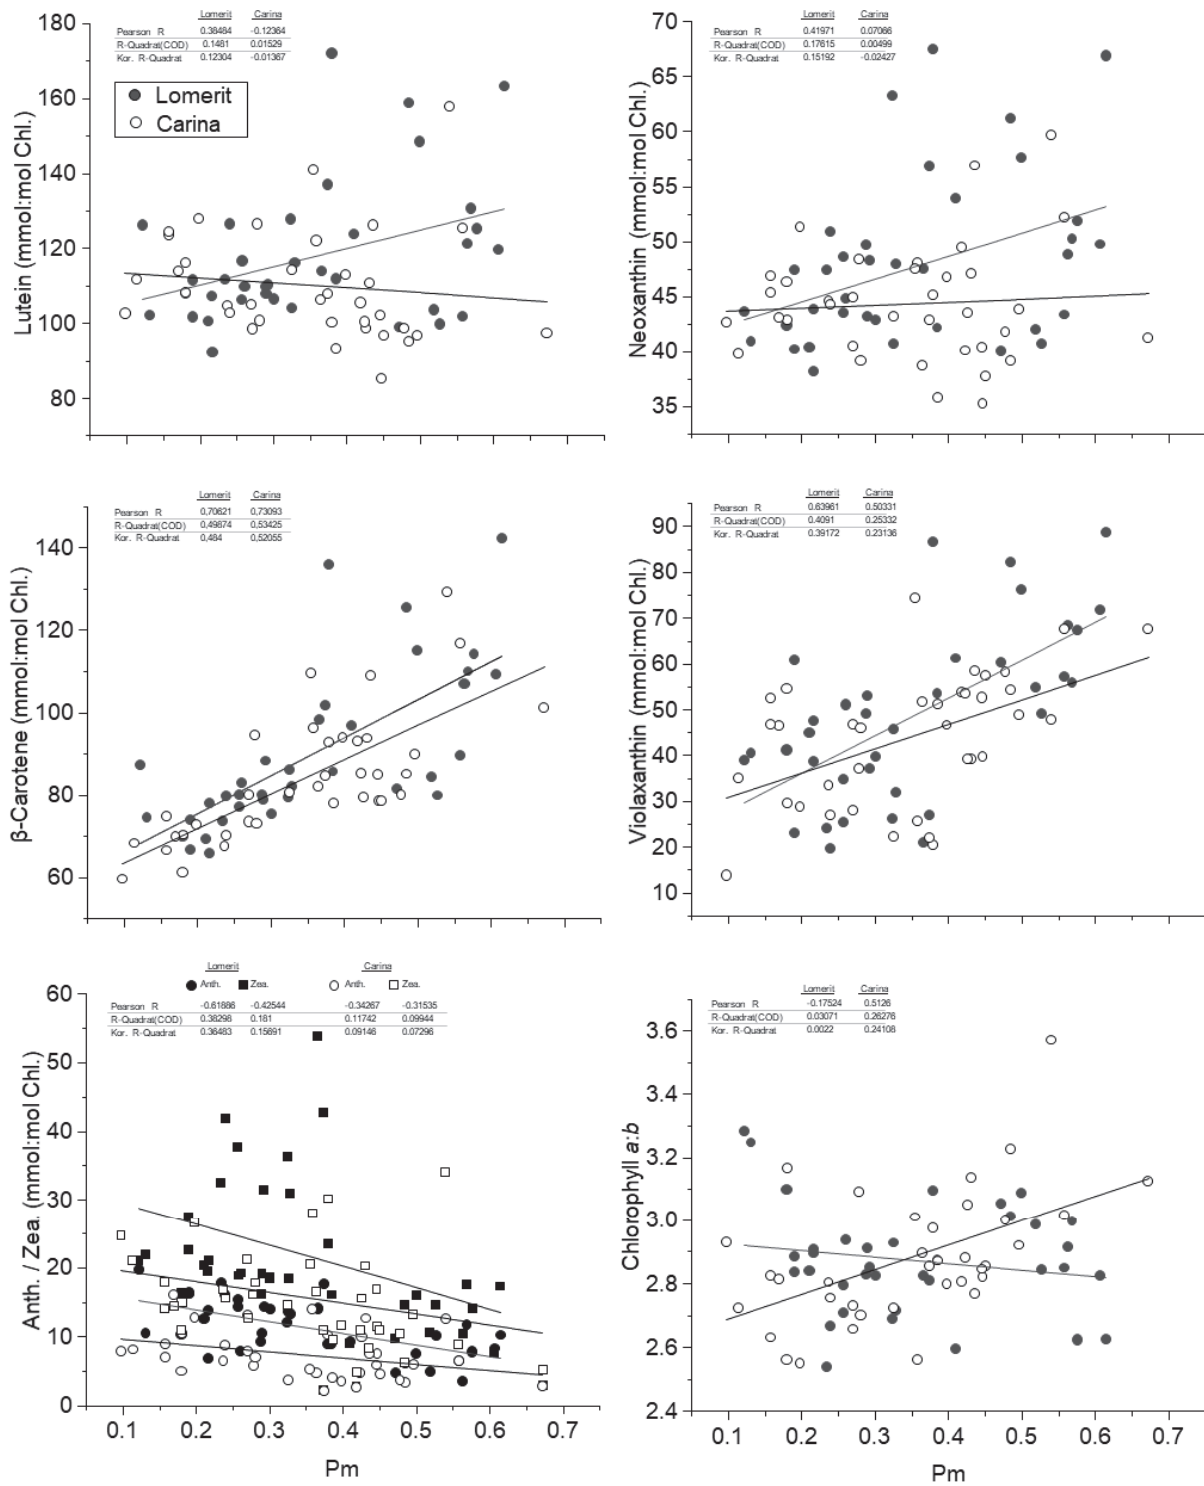 Lomerit Carina
Pearson R 0.38484 -0.12364
R-Quadrat(COD) 0.1481 0.01529
Kor. R-Quadrat 0.12304 -0.01367
Lomerit
Carina
180
160
140
120
100
80
Lutein (mmol:mol Chl.)
Lomerit Carina
Pearson R 0.41971 0.07066
R-Quadrat(COD) 0.17615 0.00499
Kor. R-Quadrat 0.15192 -0.02427
70
65
60
55
50
45
40
35
Neoxanthin (mmol:mol Chl.)
Lomerit Carina
Pearson R 0,70621 0,73093
R-Quadrat(COD) 0,49874 0,53425
Kor. R-Quadrat 0,484 0,52055
140
120
100
80
60
β-Carotene (mmol:mol Chl.)
Lomerit Carina
Pearson R 0.63961 0.50331
R-Quadrat(COD) 0.4091 0.25332
Kor. R-Quadrat 0.39172 0.23136
90
80
70
60
50
40
30
20
10
Violaxanthin (mmol:mol Chl.)
Lomerit Carina
Anth. Zea. Anth. Zea.
Pearson R -0.61886 -0.42544 -0.34267 -0.31535
R-Quadrat(COD) 0.38298 0.181 0.11742 0.09944
Kor. R-Quadrat 0.36483 0.15691 0.09146 0.07296
60
50
40
30
20
10
0
Anth. / Zea. (mmol:mol Chl.)
0.1 0.2 0.3 0.4 0.5 0.6 0.7
Pm
Lomerit Carina
Pearson R -0.17524 0.5126
R-Quadrat(COD) 0.03071 0.26276
Kor. R-Quadrat 0.0022 0.24108
3.6
3.4
3.2
3.0
2.8
2.6
2.4
Chlorophyll a:b
0.1 0.2 0.3 0.4 0.5 0.6 0.7
Pm